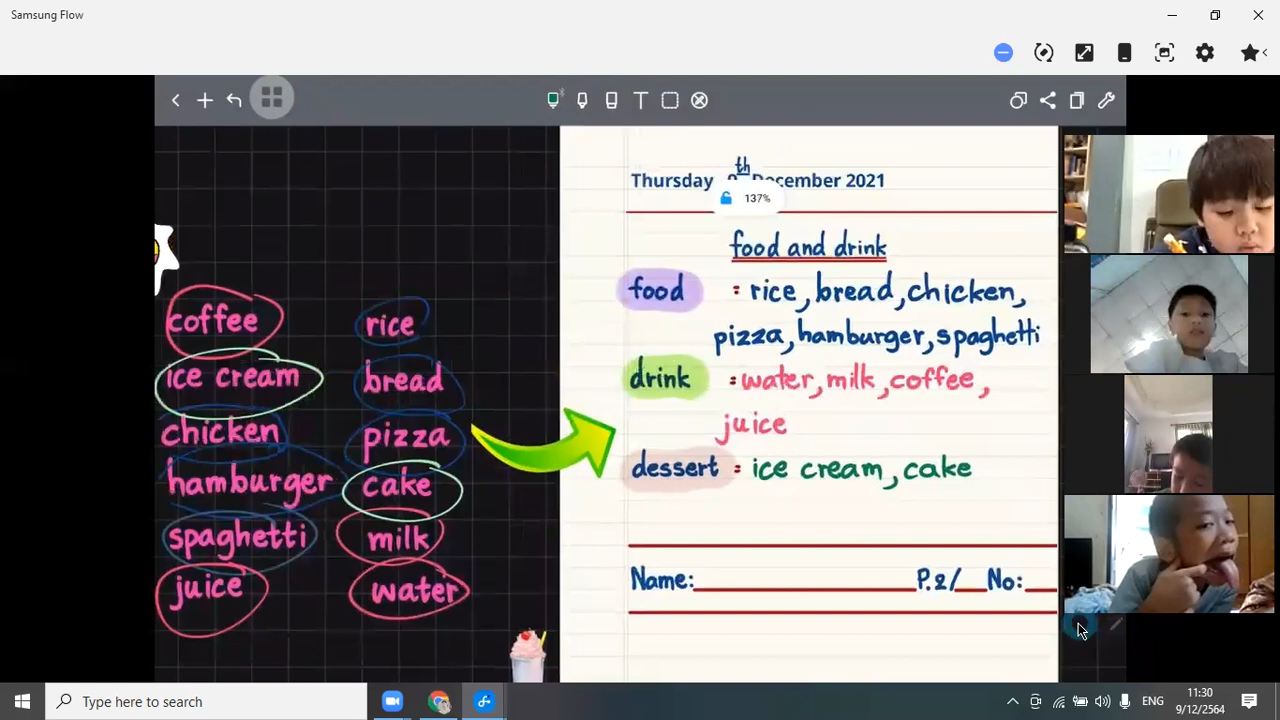 Samsung Flow
Thursday 9th December 2021
137%
food and drink
food : rice, bread, chicken,
pizza, hamburger, spaghetti
drink : water, milk, coffee,
juice
dessert : ice cream, cake
Name: P.2/ No:
coffee rice
ice cream bread
chicken pizza
hamburger cake
spaghetti milk
juice water
Type here to search
ENG
11:30
9/12/2564